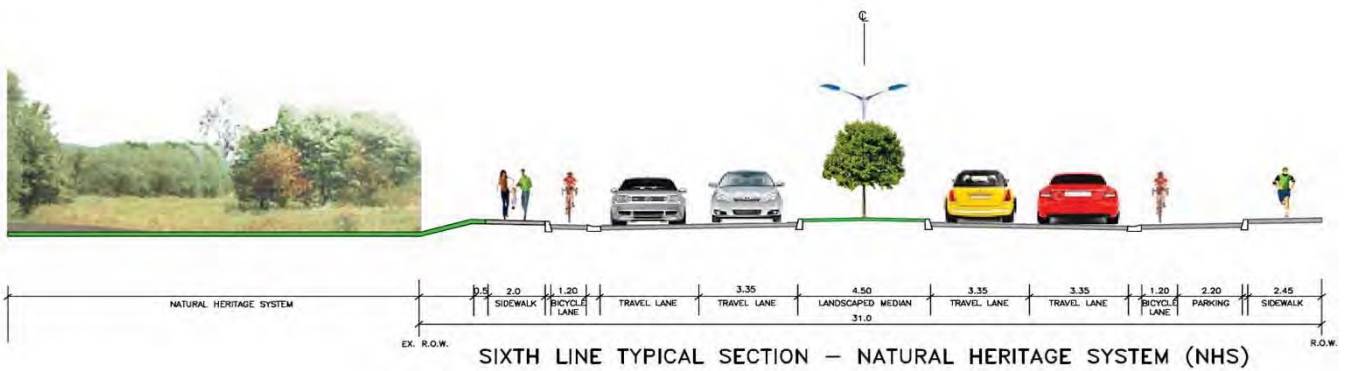 ℄
0.5 2.0 1.20 3.35 4.50 3.35 3.35 1.20 2.20 2.45
NATURAL HERITAGE SYSTEM SIDEWALK BICYCLE LANE TRAVEL LANE TRAVEL LANE LANDSCAPED MEDIAN TRAVEL LANE TRAVEL LANE BICYCLE LANE PARKING SIDEWALK
31.0
EX. R.O.W. R.O.W.
SIXTH LINE TYPICAL SECTION – NATURAL HERITAGE SYSTEM (NHS)